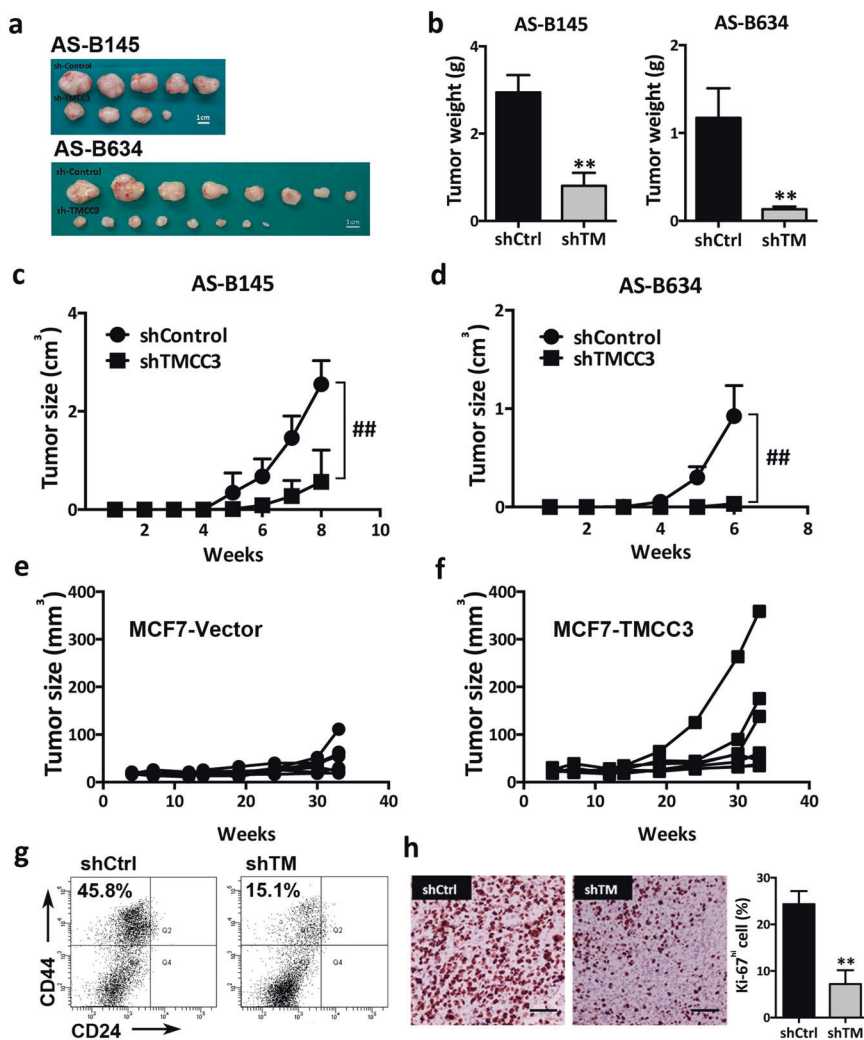 a
AS-B145
sh-Control
sh-TMCC3
1cm
AS-B634
sh-Control
sh-TMCC3
1cm
b
AS-B145
Tumor weight (g)
4
3
2
1
0
**
shCtrl
shTM
AS-B634
Tumor weight (g)
2
1
0
**
shCtrl
shTM
c
AS-B145
Tumor size (cm³)
4
2
0
shControl
shTMCC3
##
2 4 6 8 10
Weeks
d
AS-B634
Tumor size (cm³)
2
1
0
shControl
shTMCC3
##
2 4 6 8
Weeks
e
Tumor size (mm³)
400
300
200
100
0
MCF7-Vector
0 10 20 30 40
Weeks
f
Tumor size (mm³)
400
300
200
100
0
MCF7-TMCC3
0 10 20 30 40
Weeks
g
shCtrl
45.8%
Q2
Q4
shTM
15.1%
Q2
Q4
CD44
CD24
h
shCtrl
shTM
Ki-67ʰⁱ cell (%)
30
20
10
0
**
shCtrl
shTM